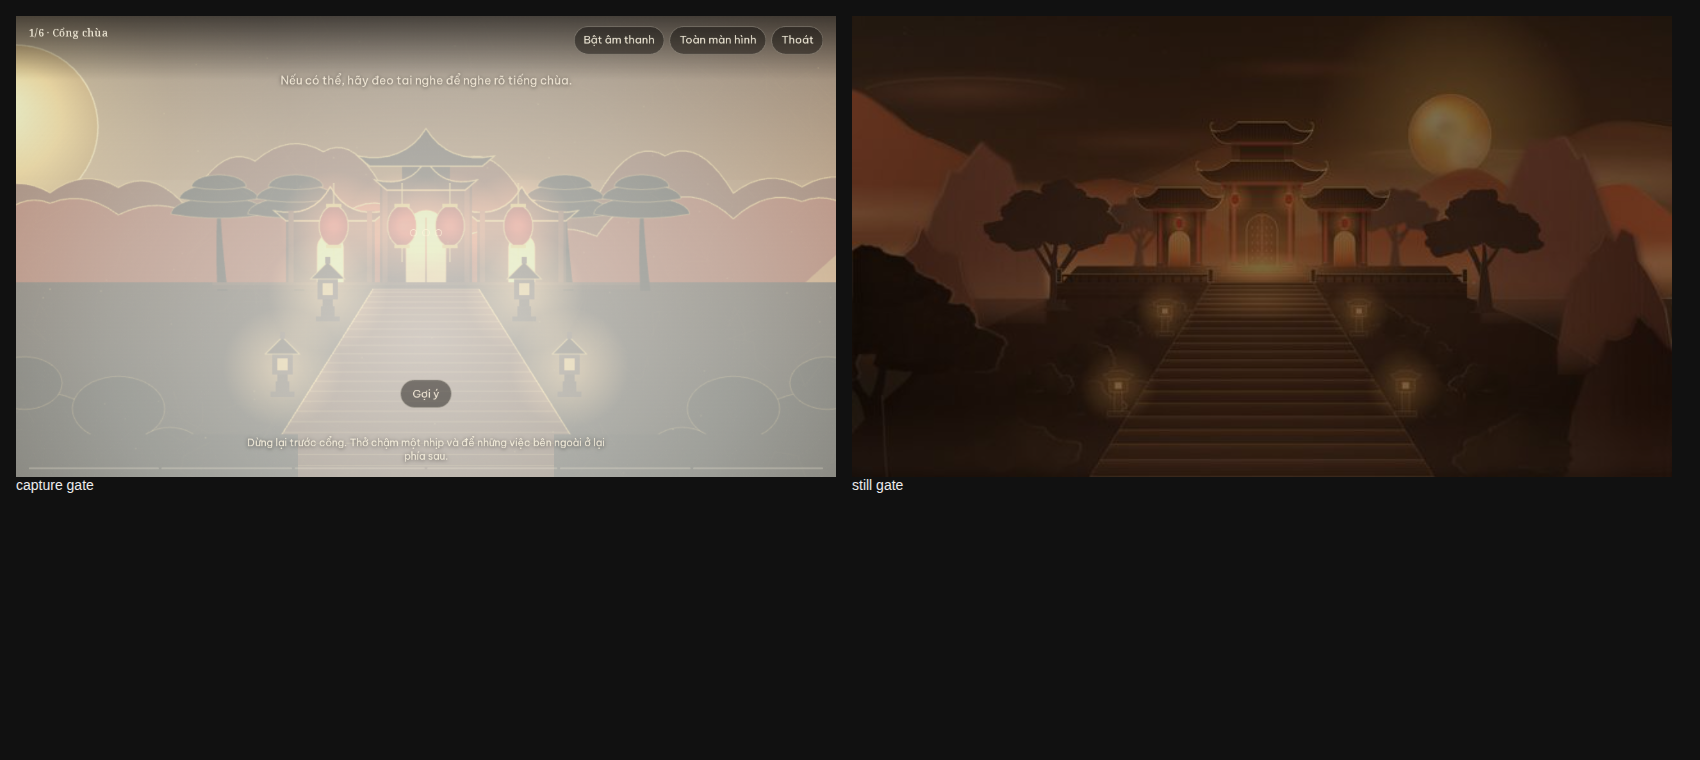 1/6 · Cổng chùa
Bật âm thanh
Toàn màn hình
Thoát
Nếu có thể, hãy đeo tai nghe để nghe rõ tiếng chùa.
Gợi ý
Dừng lại trước cổng. Thở chậm một nhịp và để những việc bên ngoài ở lại
phía sau.
capture gate
still gate